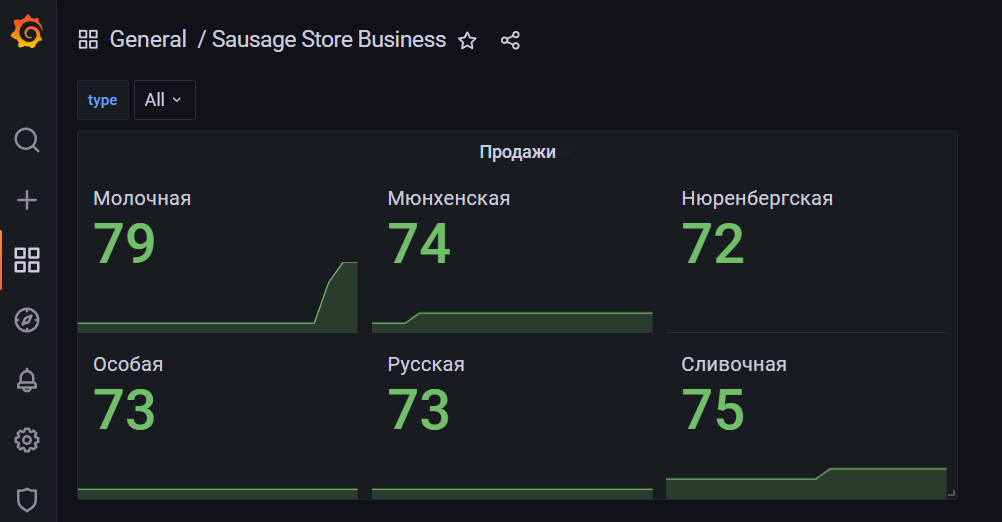 General / Sausage Store Business
type All
Продажи
Молочная
79
Мюнхенская
74
Нюренбергская
72
Особая
73
Русская
73
Сливочная
75